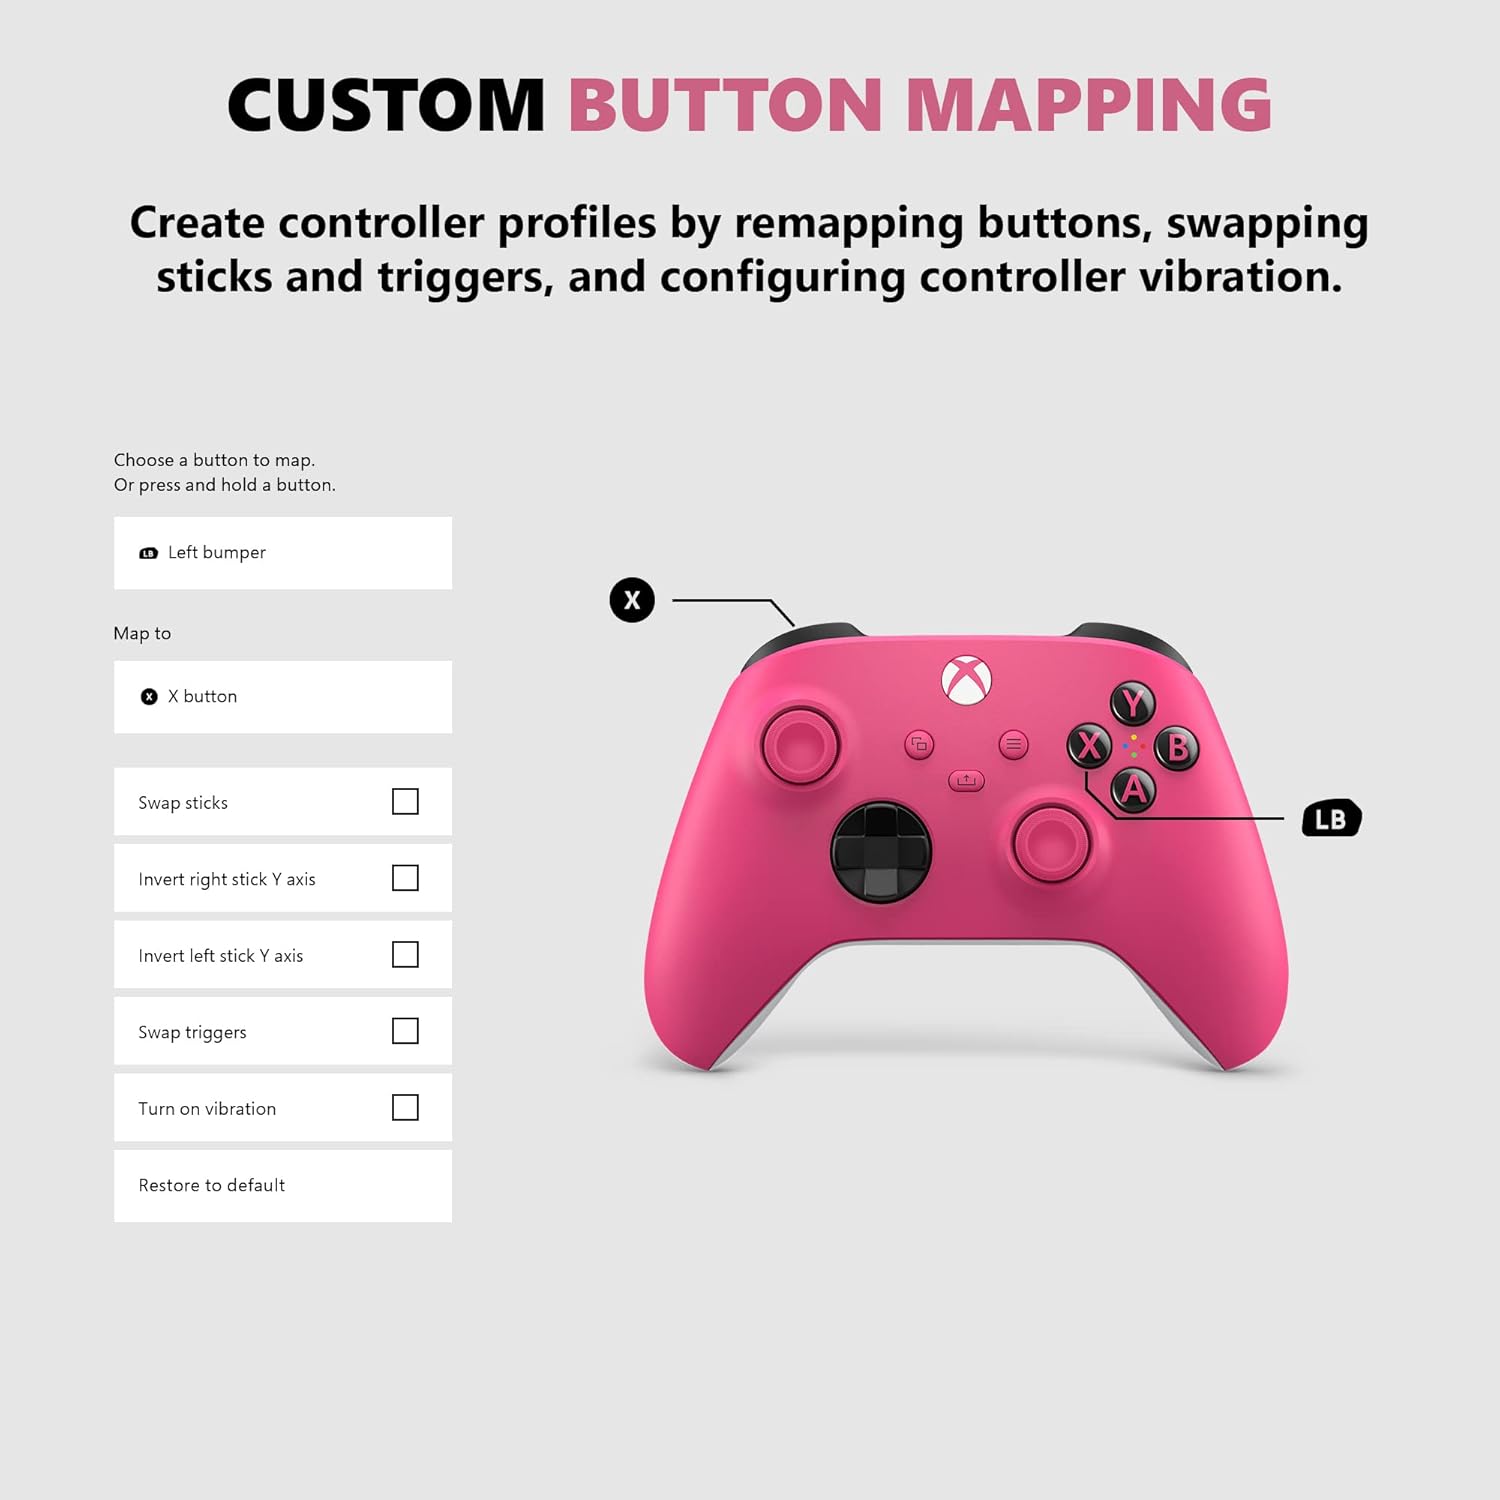 CUSTOM BUTTON MAPPING
Create controller profiles by remapping buttons, swapping
sticks and triggers, and configuring controller vibration.
Choose a button to map.
Or press and hold a button.
LB Left bumper
Map to
X X button
Swap sticks
Invert right stick Y axis
Invert left stick Y axis
Swap triggers
Turn on vibration
Restore to default
X
Y
X
B
A
LB